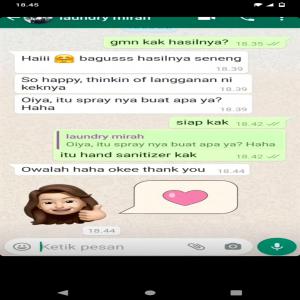 18.45
laundry mirah
gmn kak hasilnya? 18.35
Haiii bagusss hasilnya seneng
18.39
So happy, thinkin of langganan ni
keknya 18.39
Oiya, itu spray nya buat apa ya?
Haha 18.39
siap kak 18.42
laundry mirah
Oiya, itu spray nya buat apa ya? Haha
itu hand sanitizer kak 18.42
Owalah haha okee thank you 18.44
18.44
Ketik pesan